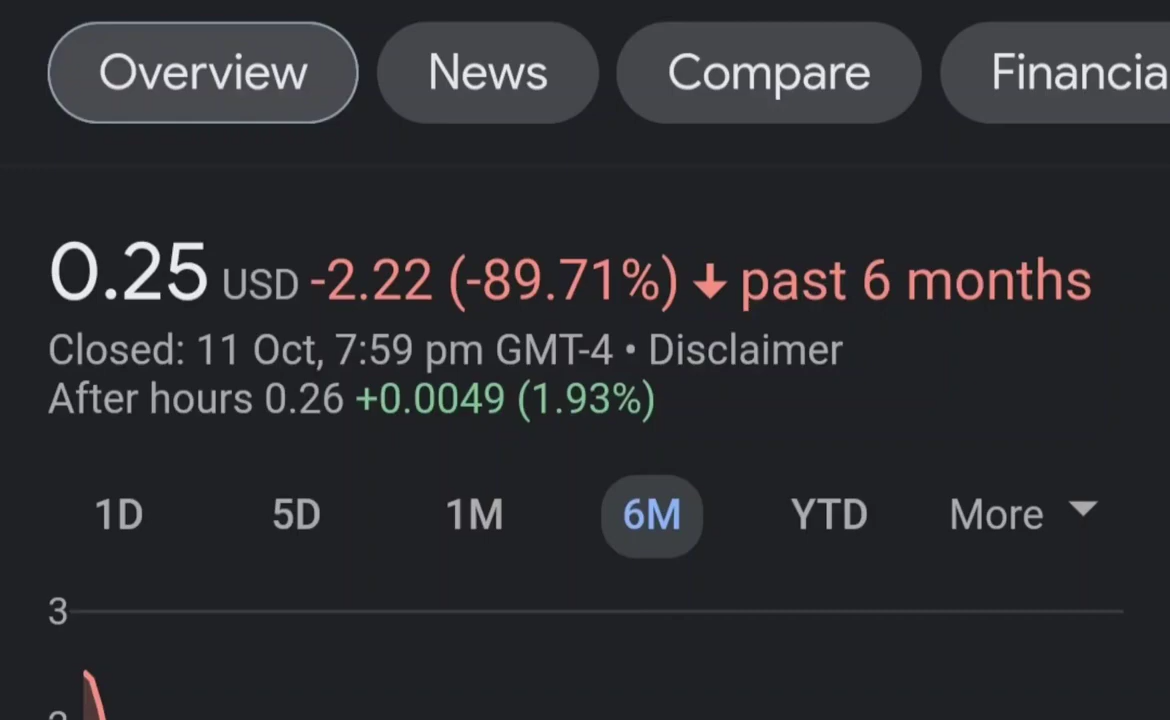 Overview News Compare Financia
0.25 USD -2.22 (-89.71%) ↓ past 6 months
Closed: 11 Oct, 7:59 pm GMT-4 • Disclaimer
After hours 0.26 +0.0049 (1.93%)
1D 5D 1M 6M YTD More
3